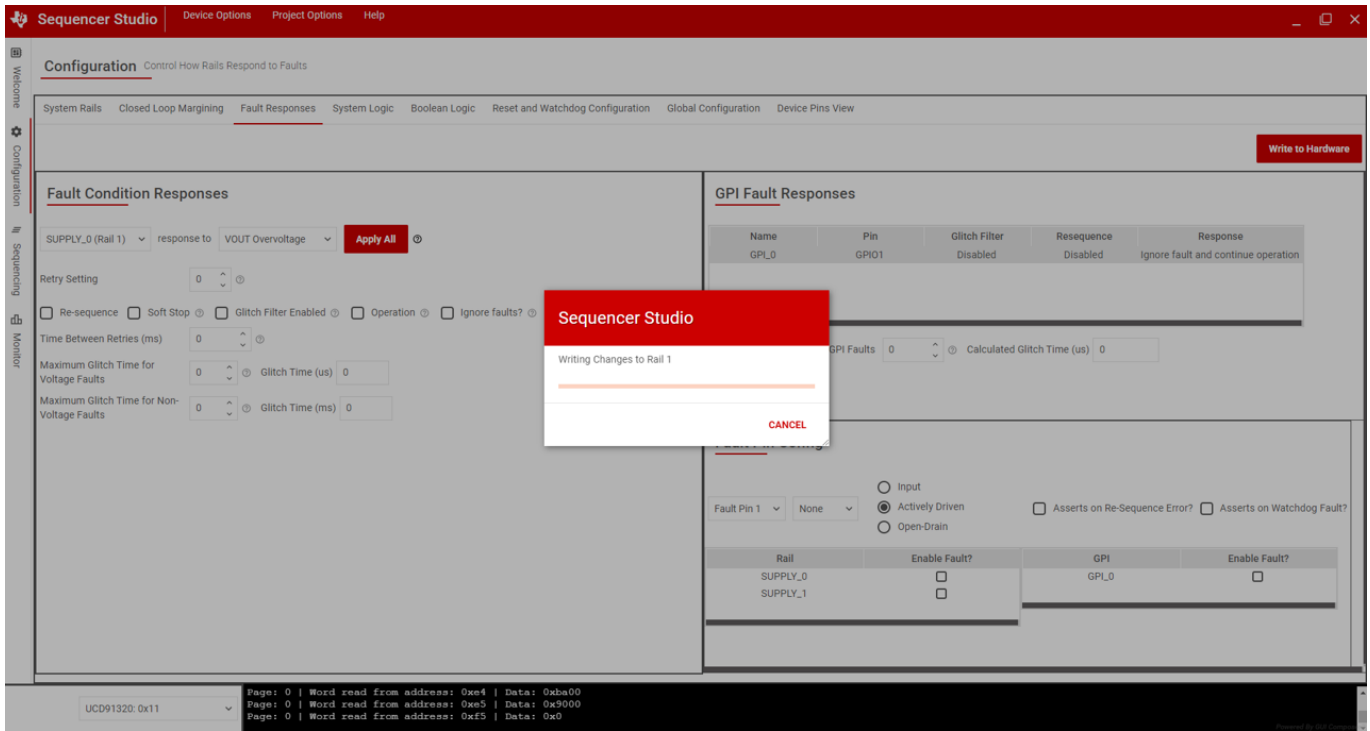 Sequencer Studio
Device Options Project Options Help
Welcome
Configuration
Sequencing
Monitor
Configuration Control How Rails Respond to Faults
System Rails Closed Loop Margining Fault Responses System Logic Boolean Logic Reset and Watchdog Configuration Global Configuration Device Pins View
Write to Hardware
Fault Condition Responses
SUPPLY_0 (Rail 1) response to VOUT Overvoltage Apply All
Retry Setting 0
Re-sequence Soft Stop Glitch Filter Enabled Operation Ignore faults?
Time Between Retries (ms) 0
Maximum Glitch Time for
Voltage Faults 0 Glitch Time (us) 0
Maximum Glitch Time for Non-
Voltage Faults 0 Glitch Time (ms) 0
GPI Fault Responses
Name Pin Glitch Filter Resequence Response
GPI_0 GPIO1 Disabled Disabled Ignore fault and continue operation
GPI Faults 0 Calculated Glitch Time (us) 0
Sequencer Studio
Writing Changes to Rail 1
CANCEL
Input
Fault Pin 1 None Actively Driven Asserts on Re-Sequence Error? Asserts on Watchdog Fault?
Open-Drain
Rail Enable Fault? GPI Enable Fault?
SUPPLY_0 GPI_0
SUPPLY_1
UCD91320: 0x11
Page: 0 | Word read from address: 0xe4 | Data: 0xba00
Page: 0 | Word read from address: 0xe5 | Data: 0x9000
Page: 0 | Word read from address: 0xf5 | Data: 0x0